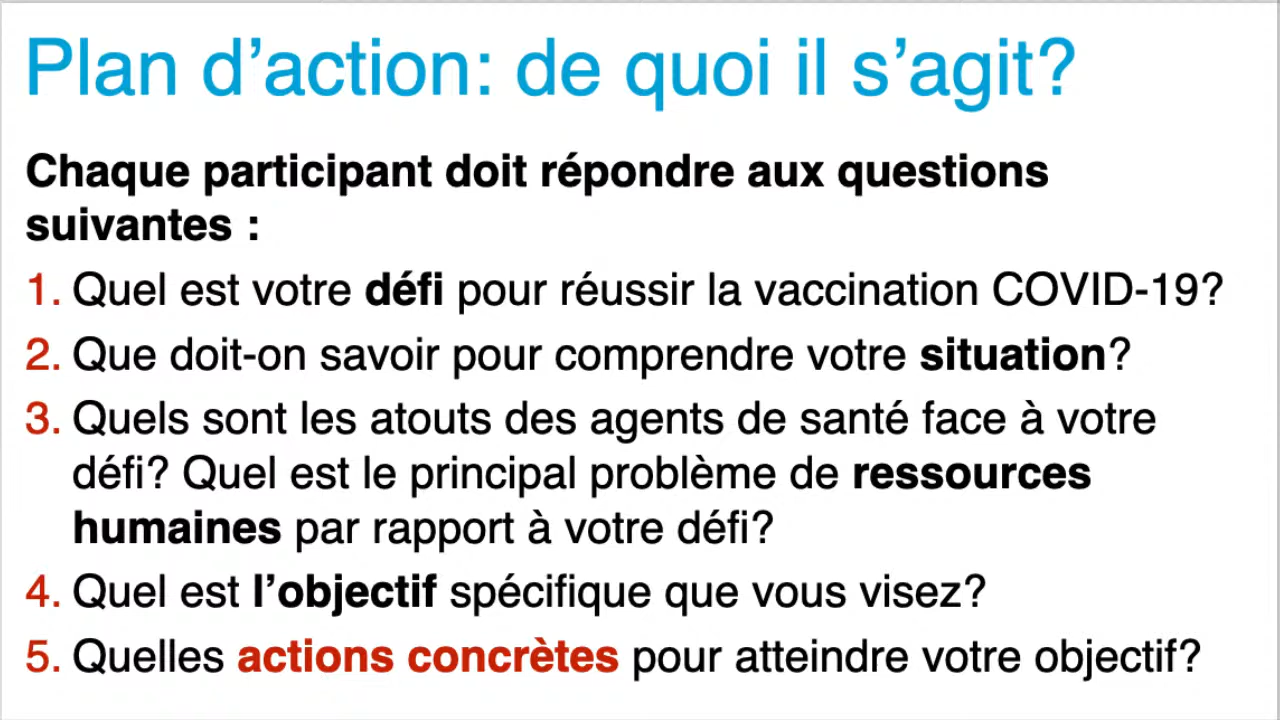 Plan d’action: de quoi il s’agit?
Chaque participant doit répondre aux questions
suivantes :
1. Quel est votre défi pour réussir la vaccination COVID-19?
2. Que doit-on savoir pour comprendre votre situation?
3. Quels sont les atouts des agents de santé face à votre
défi? Quel est le principal problème de ressources
humaines par rapport à votre défi?
4. Quel est l’objectif spécifique que vous visez?
5. Quelles actions concrètes pour atteindre votre objectif?